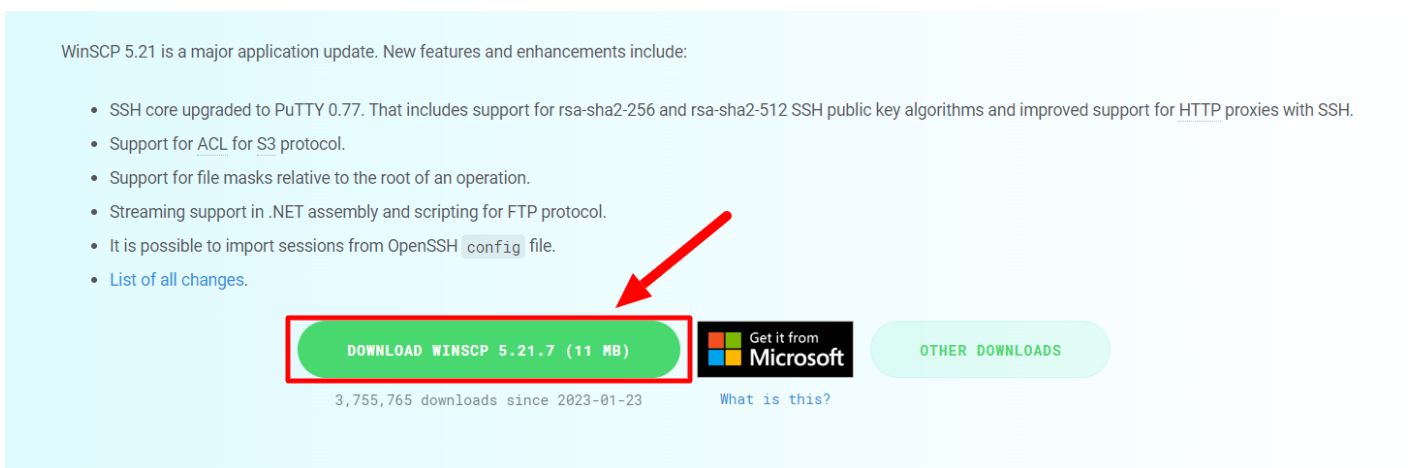 WinSCP 5.21 is a major application update. New features and enhancements include:
SSH core upgraded to PuTTY 0.77. That includes support for rsa-sha2-256 and rsa-sha2-512 SSH public key algorithms and improved support for HTTP proxies with SSH.
Support for ACL for S3 protocol.
Support for file masks relative to the root of an operation.
Streaming support in .NET assembly and scripting for FTP protocol.
It is possible to import sessions from OpenSSH config file.
List of all changes.
DOWNLOAD WINSCP 5.21.7 (11 MB)
Get it from
Microsoft
OTHER DOWNLOADS
3,755,765 downloads since 2023-01-23
What is this?